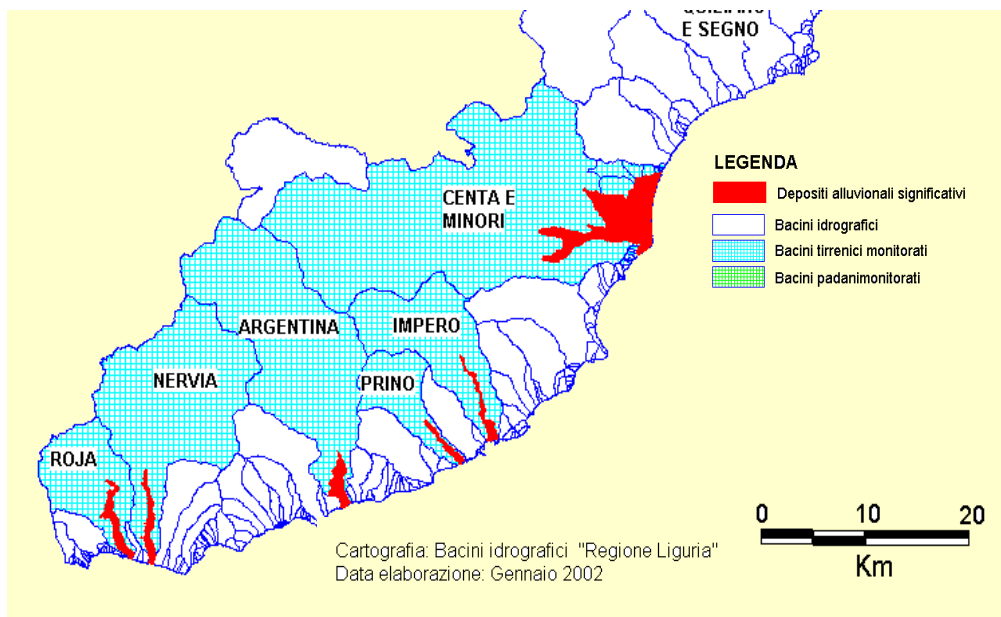 E SEGNO
CENTA E
MINORI
ARGENTINA
IMPERO
NERVIA
PRINO
ROJA
LEGENDA
Depositi alluvionali significativi
Bacini idrografici
Bacini tirrenici monitorati
Bacini padanimonitorati
0 10 20
Km
Cartografia: Bacini idrografici "Regione Liguria"
Data elaborazione: Gennaio 2002